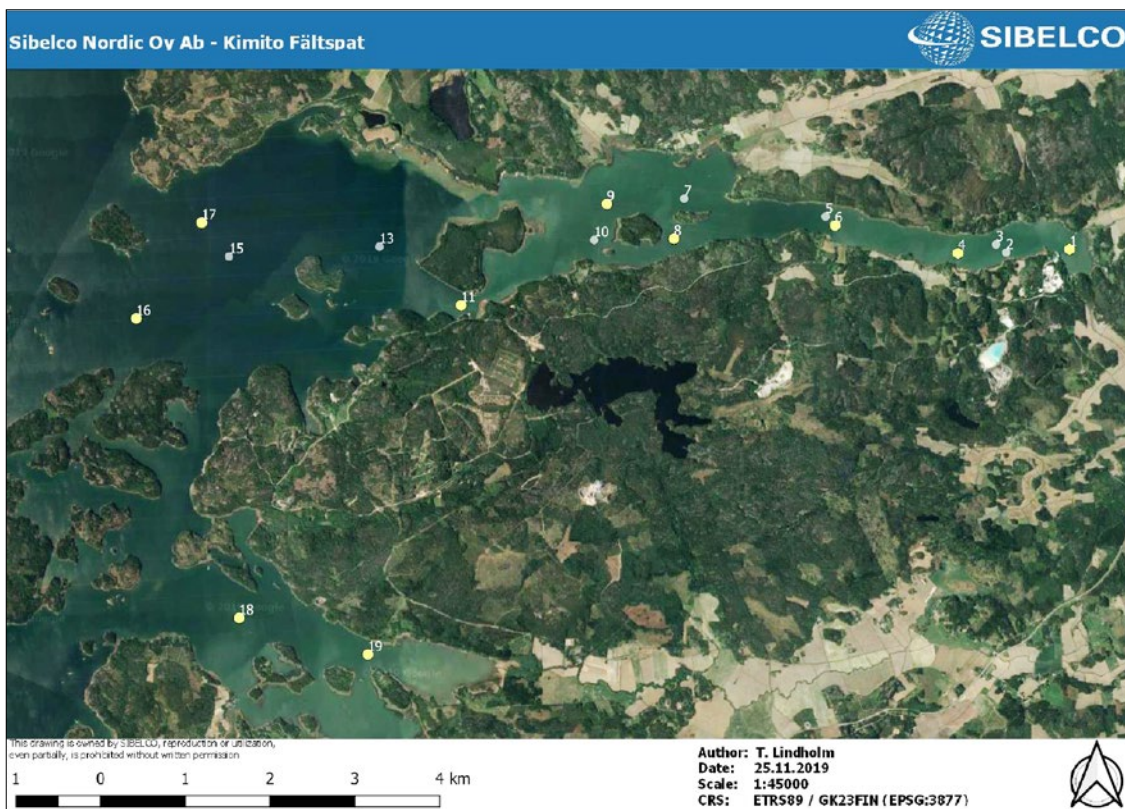 Sibelco Nordic Oy Ab - Kimito Fältspat
SIBELCO
7
9
17
5
6
10
8
13
3
4
2
1
15
11
16
18
19
This drawing is owned by SIBELCO, reproduction or utilization,
even partially, is prohibited without written permission
1 0 1 2 3 4 km
Author: T. Lindholm
Date: 25.11.2019
Scale: 1:45000
CRS: ETRS89 / GK23FIN (EPSG:3877)